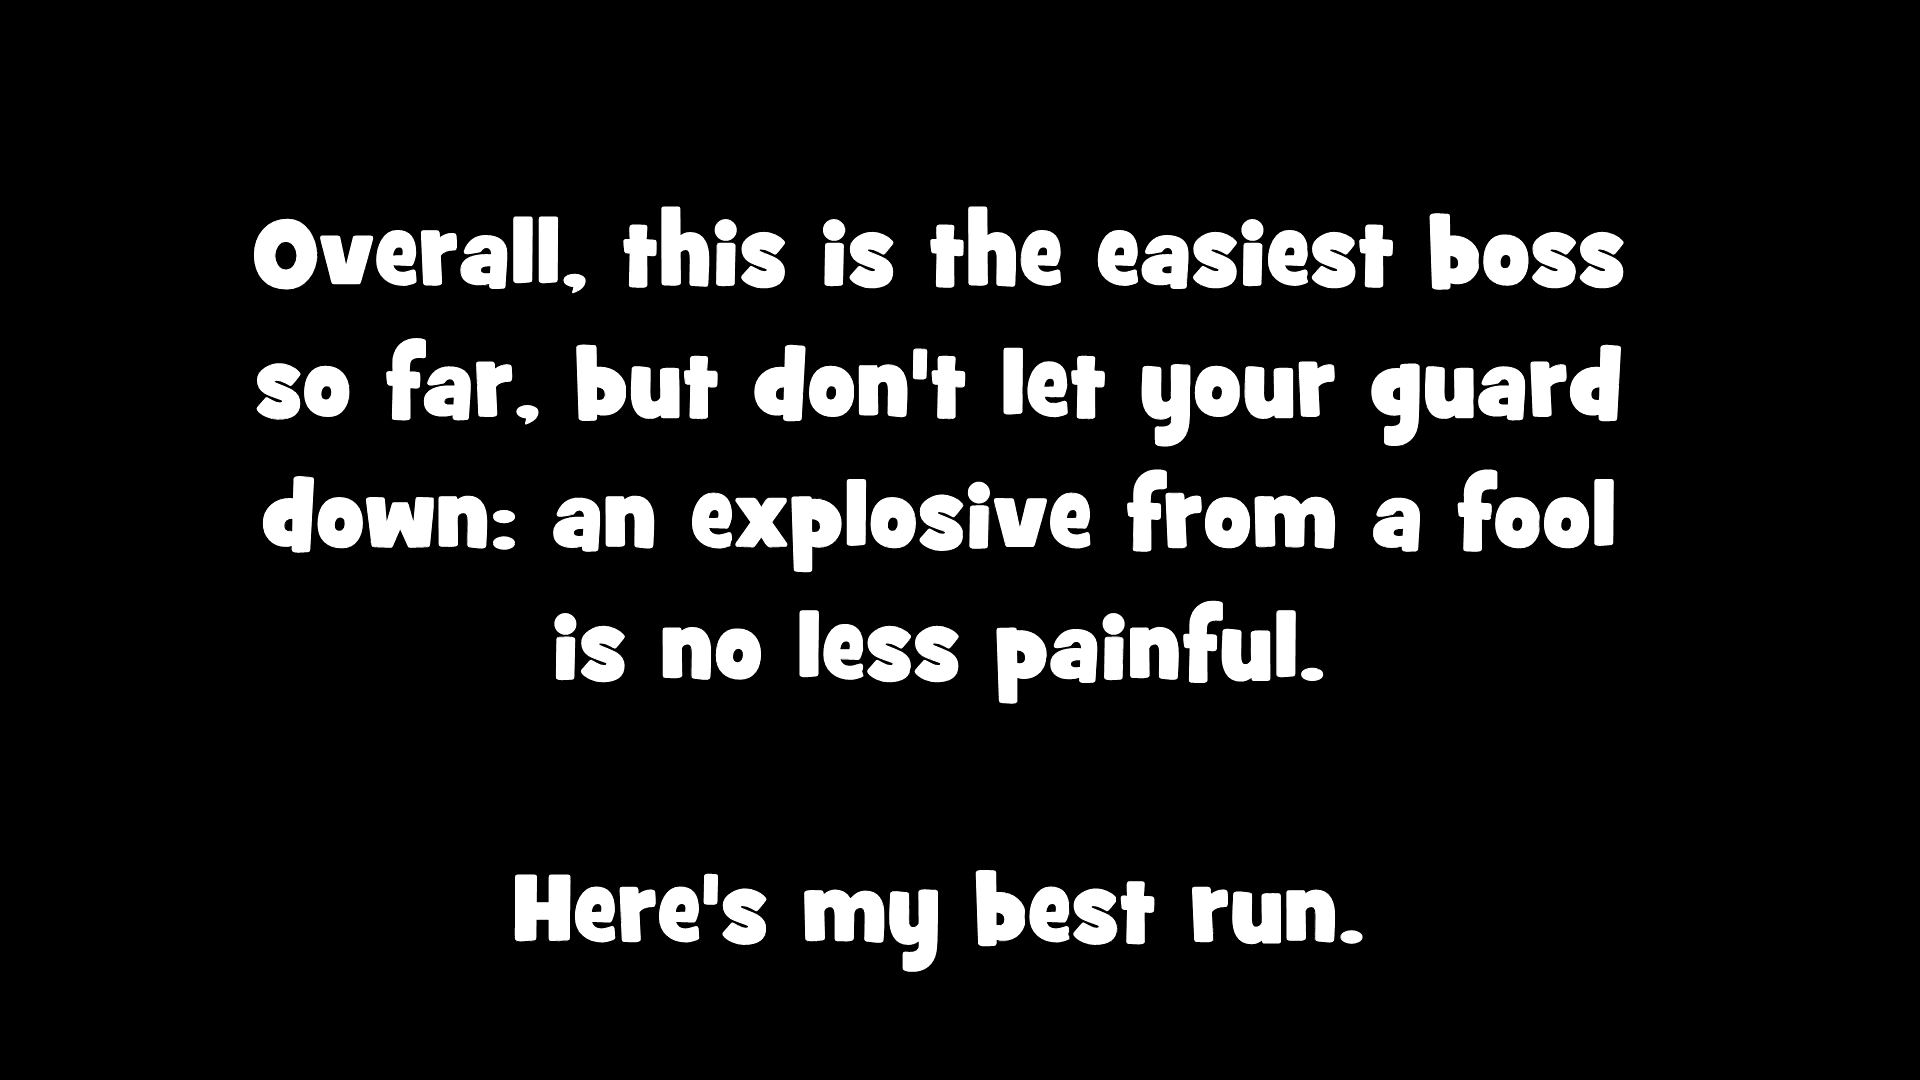 Overall, this is the easiest boss
so far, but don't let your guard
down: an explosive from a fool
is no less painful.
Here's my best run.